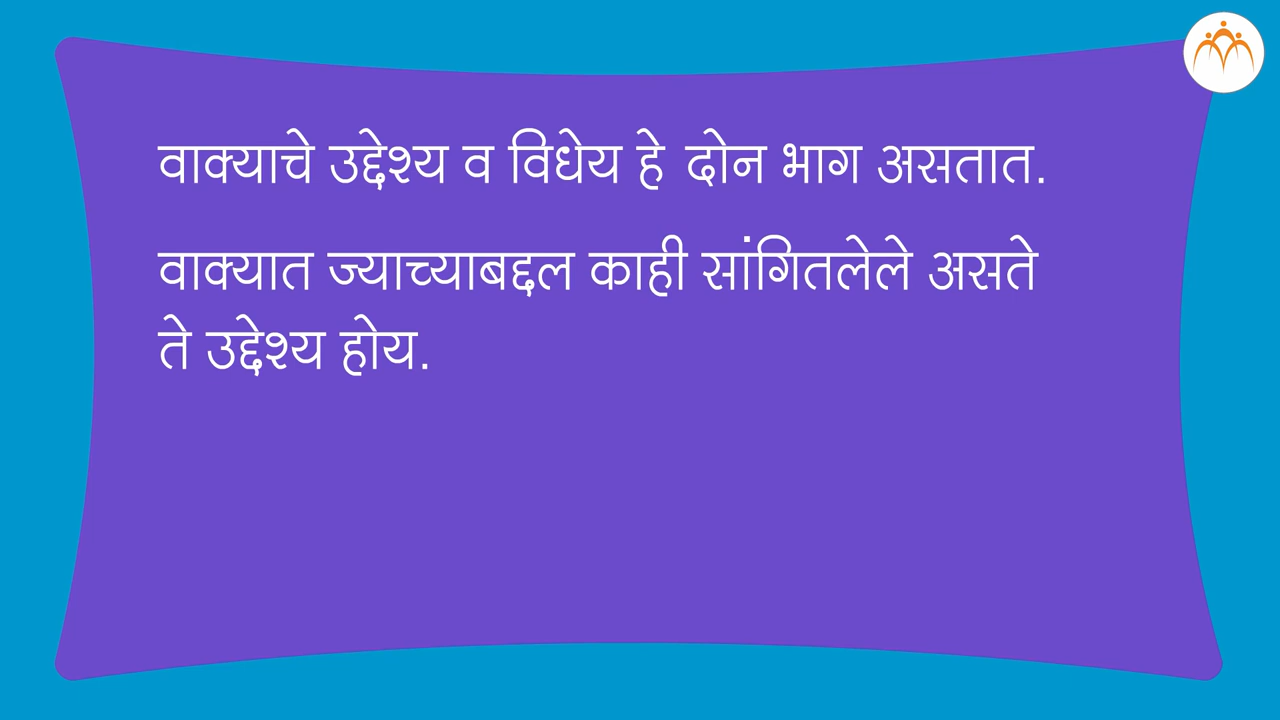 वाक्याचे उद्देश्य व विधेय हे दोन भाग असतात.
वाक्यात ज्याच्याबद्दल काही सांगितलेले असते
ते उद्देश्य होय.